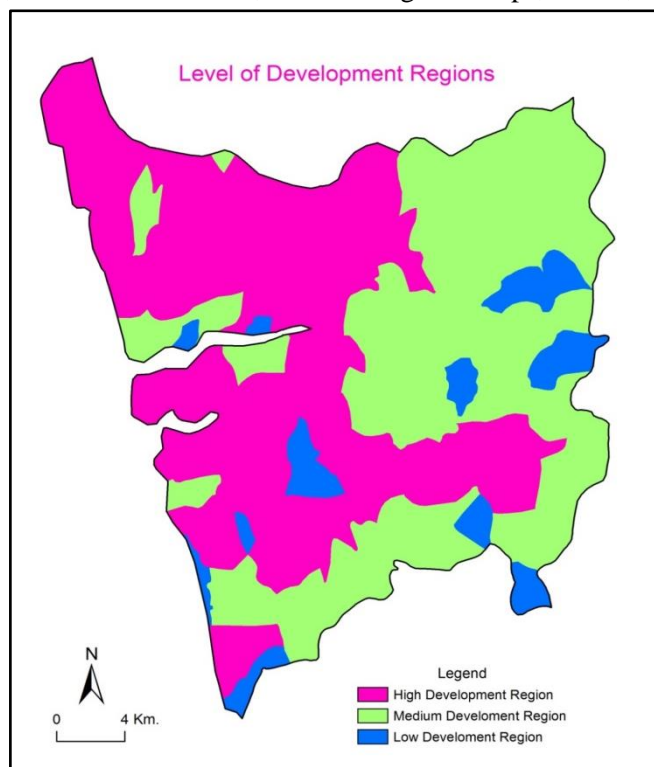 Level of Development Regions
N
0 4 Km.
Legend
High Development Region
Medium Develoment Region
Low Develoment Region